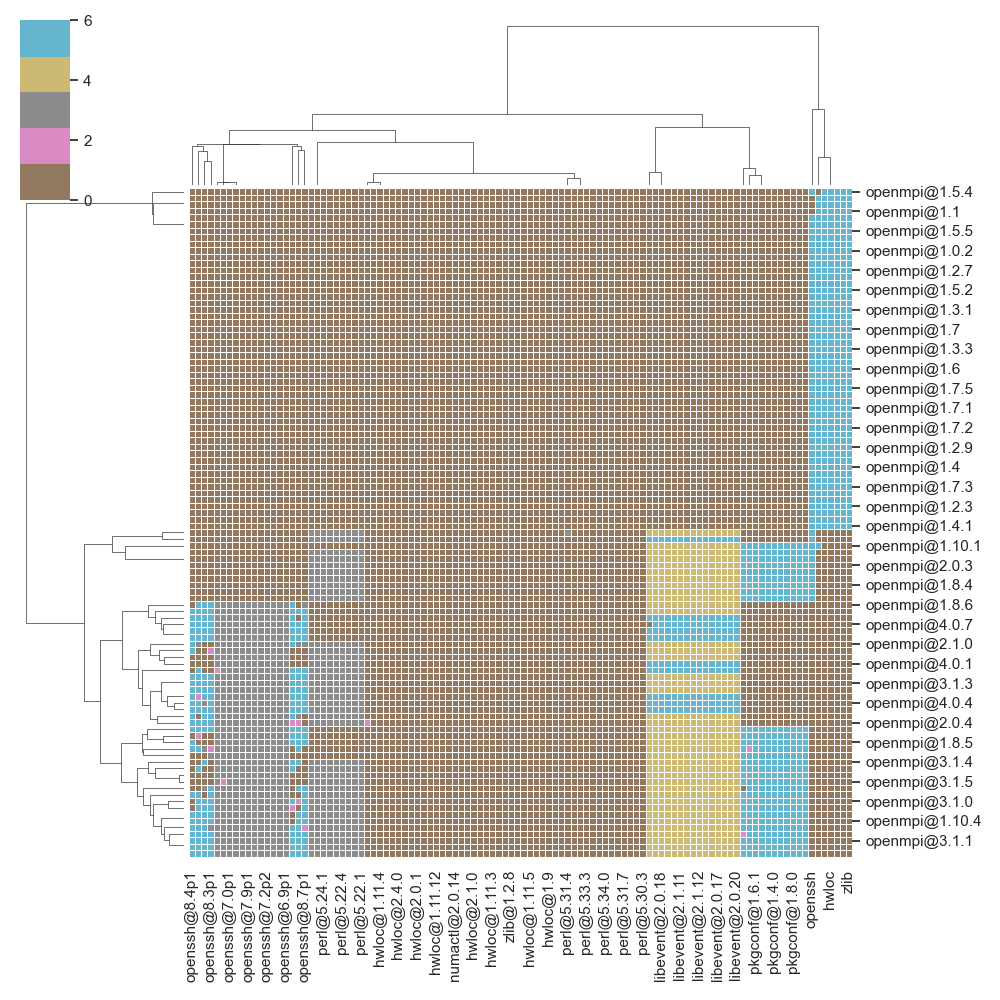 6
4
2
0
openmpi@1.5.4
openmpi@1.1
openmpi@1.5.5
openmpi@1.0.2
openmpi@1.2.7
openmpi@1.5.2
openmpi@1.3.1
openmpi@1.7
openmpi@1.3.3
openmpi@1.6
openmpi@1.7.5
openmpi@1.7.1
openmpi@1.7.2
openmpi@1.2.9
openmpi@1.4
openmpi@1.7.3
openmpi@1.2.3
openmpi@1.4.1
openmpi@1.10.1
openmpi@2.0.3
openmpi@1.8.4
openmpi@1.8.6
openmpi@4.0.7
openmpi@2.1.0
openmpi@4.0.1
openmpi@3.1.3
openmpi@4.0.4
openmpi@2.0.4
openmpi@1.8.5
openmpi@3.1.4
openmpi@3.1.5
openmpi@3.1.0
openmpi@1.10.4
openmpi@3.1.1
openssh@8.4p1
openssh@8.3p1
openssh@7.0p1
openssh@7.9p1
openssh@7.2p2
openssh@6.9p1
openssh@8.7p1
perl@5.24.1
perl@5.22.4
perl@5.22.1
hwloc@1.11.4
hwloc@2.4.0
hwloc@2.0.1
hwloc@1.11.12
numactl@2.0.14
hwloc@2.1.0
hwloc@1.11.3
zlib@1.2.8
hwloc@1.11.5
hwloc@1.9
perl@5.31.4
perl@5.33.3
perl@5.34.0
perl@5.31.7
perl@5.30.3
libevent@2.0.18
libevent@2.1.11
libevent@2.1.12
libevent@2.0.17
libevent@2.0.20
pkgconf@1.6.1
pkgconf@1.4.0
pkgconf@1.8.0
openssh
hwloc
zlib